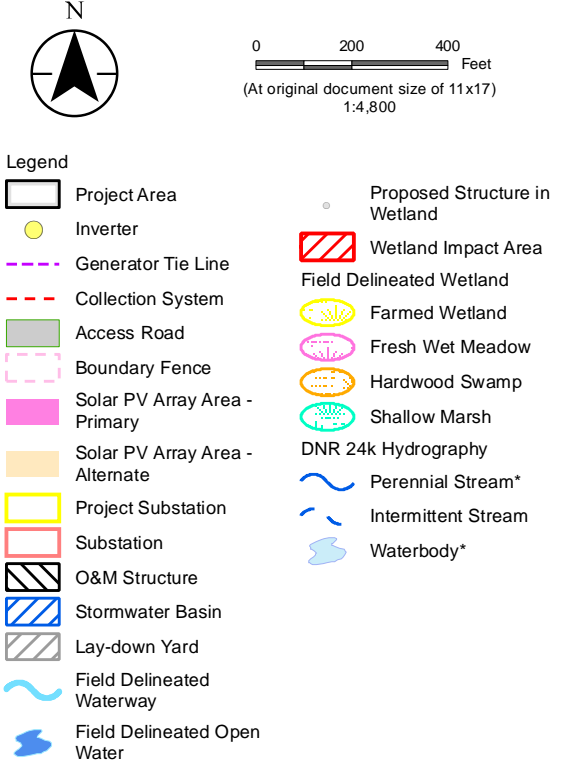 N
0 200 400
Feet
(At original document size of 11x17)
1:4,800
Legend
Project Area
Inverter
Generator Tie Line
Collection System
Access Road
Boundary Fence
Solar PV Array Area -
Primary
Solar PV Array Area -
Alternate
Project Substation
Substation
O&M Structure
Stormwater Basin
Lay-down Yard
Field Delineated
Waterway
Field Delineated Open
Water
Proposed Structure in
Wetland
Wetland Impact Area
Field Delineated Wetland
Farmed Wetland
Fresh Wet Meadow
Hardwood Swamp
Shallow Marsh
DNR 24k Hydrography
Perennial Stream*
Intermittent Stream
Waterbody*